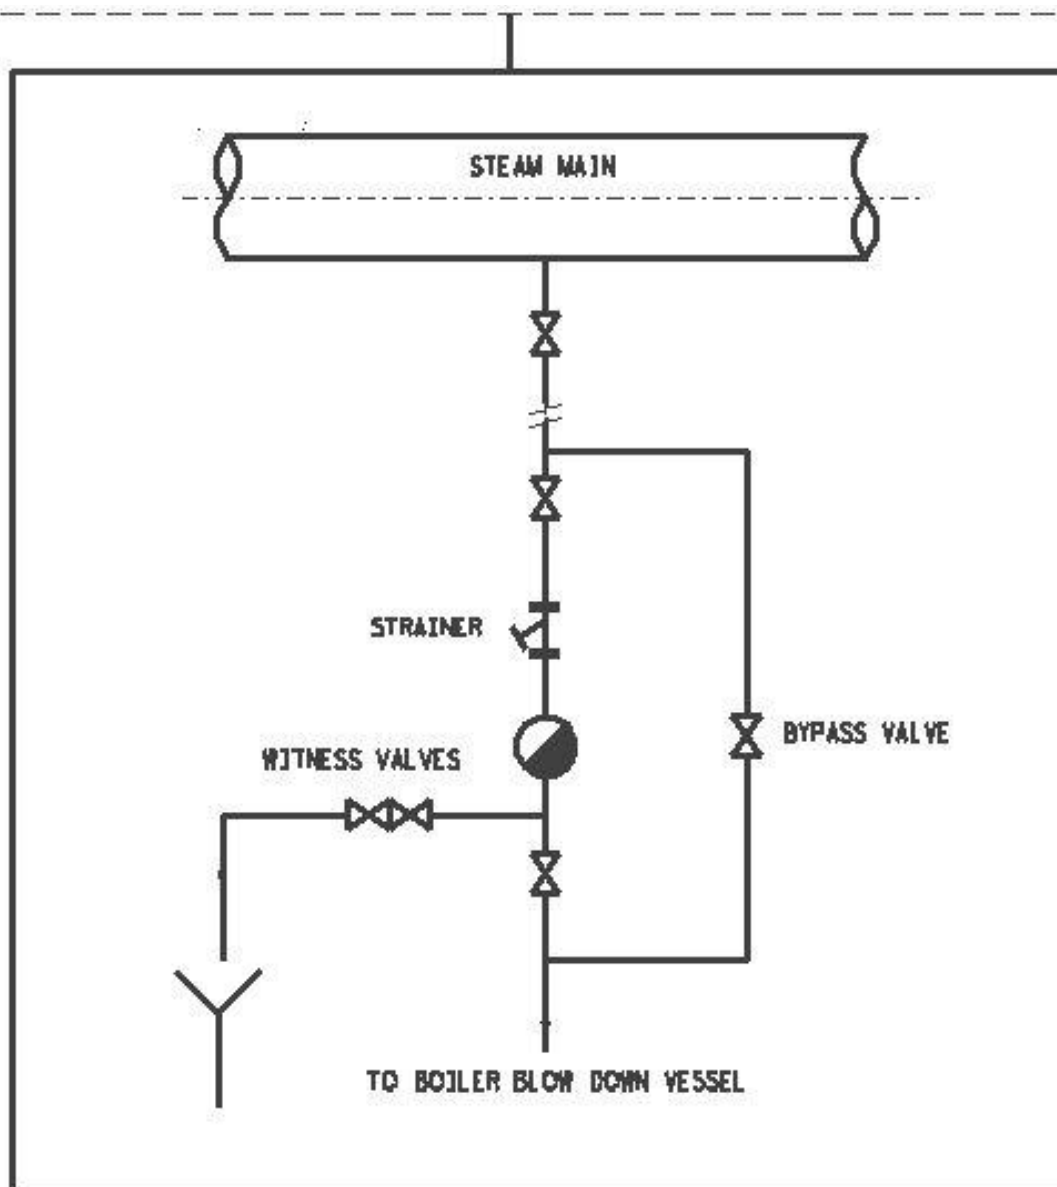 STEAM MAIN
STRAINER
BYPASS VALVE
WITNESS VALVES
TO BOILER BLOW DOWN VESSEL